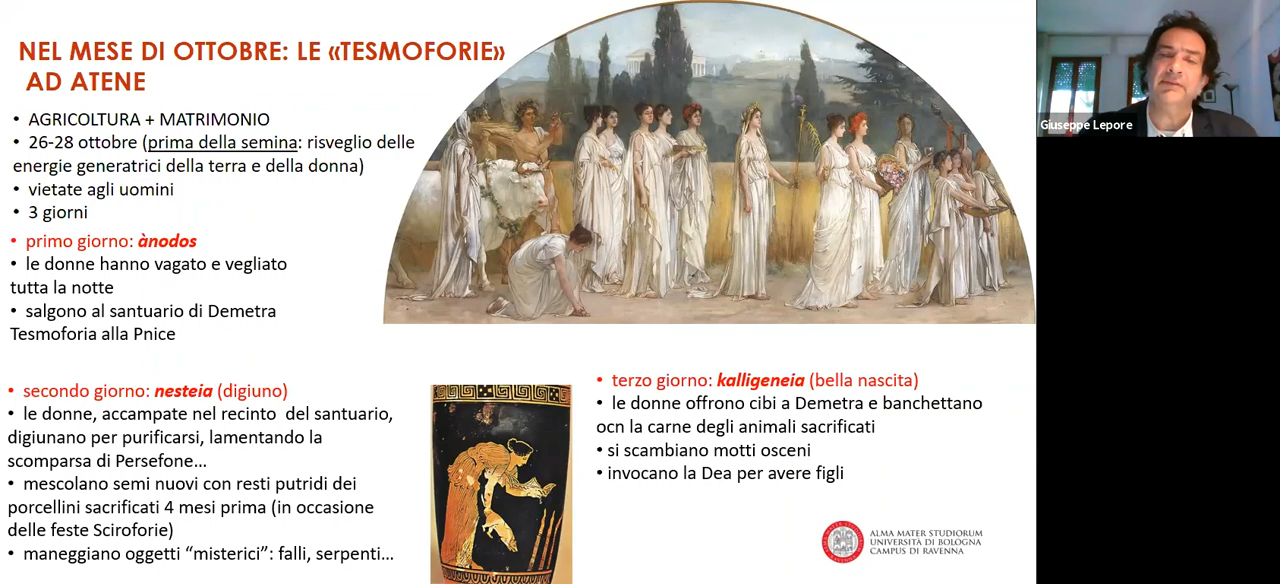 NEL MESE DI OTTOBRE: LE «TESMOFORIE»
AD ATENE
• AGRICOLTURA + MATRIMONIO
• 26-28 ottobre (prima della semina: risveglio delle
energie generatrici della terra e della donna)
• vietate agli uomini
• 3 giorni
• primo giorno: ànodos
• le donne hanno vagato e vegliato
tutta la notte
• salgono al santuario di Demetra
Tesmoforia alla Pnice
• secondo giorno: nesteia (digiuno)
• le donne, accampate nel recinto del santuario,
digiunano per purificarsi, lamentando la
scomparsa di Persefone...
• mescolano semi nuovi con resti putridi dei
porcellini sacrificati 4 mesi prima (in occasione
delle feste Sciroforie)
• maneggiano oggetti “misterici”: falli, serpenti...
• terzo giorno: kalligeneia (bella nascita)
• le donne offrono cibi a Demetra e banchettano
ocn la carne degli animali sacrificati
• si scambiano motti osceni
• invocano la Dea per avere figli
ALMA MATER STUDIORUM
UNIVERSITÀ DI BOLOGNA
CAMPUS DI RAVENNA
Giuseppe Lepore